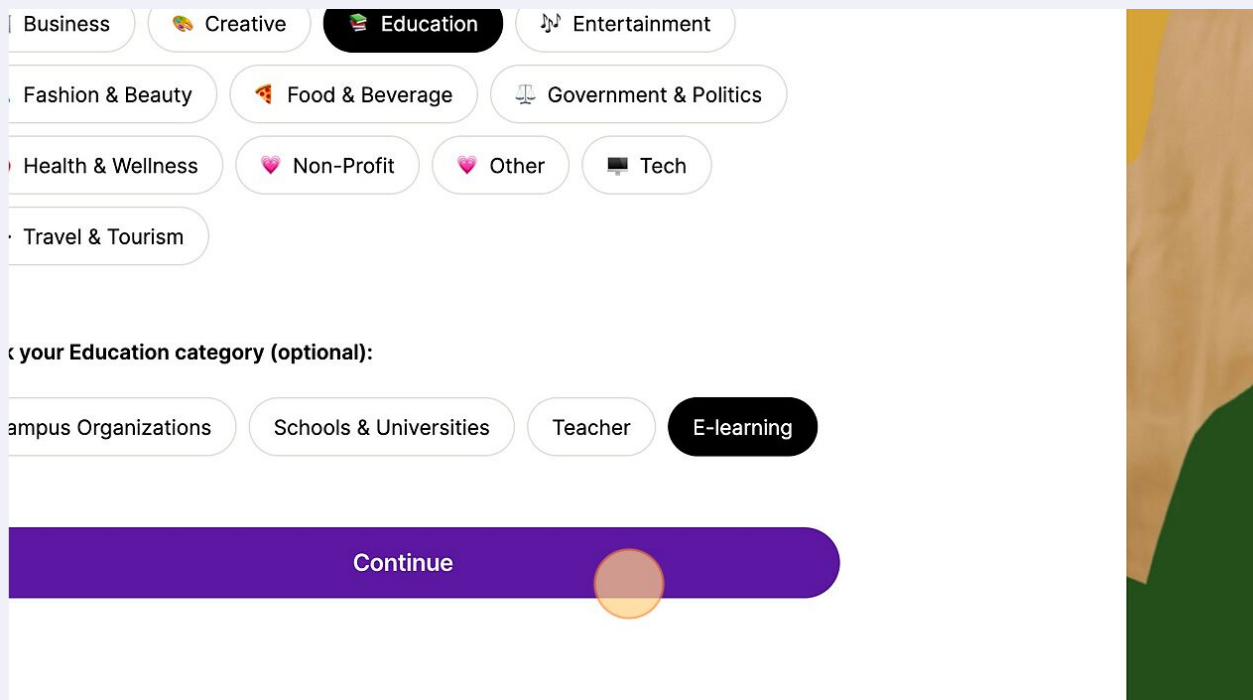 Business Creative Education Entertainment
Fashion & Beauty Food & Beverage Government & Politics
Health & Wellness Non-Profit Other Tech
Travel & Tourism
your Education category (optional):
ampus Organizations Schools & Universities Teacher E-learning
Continue